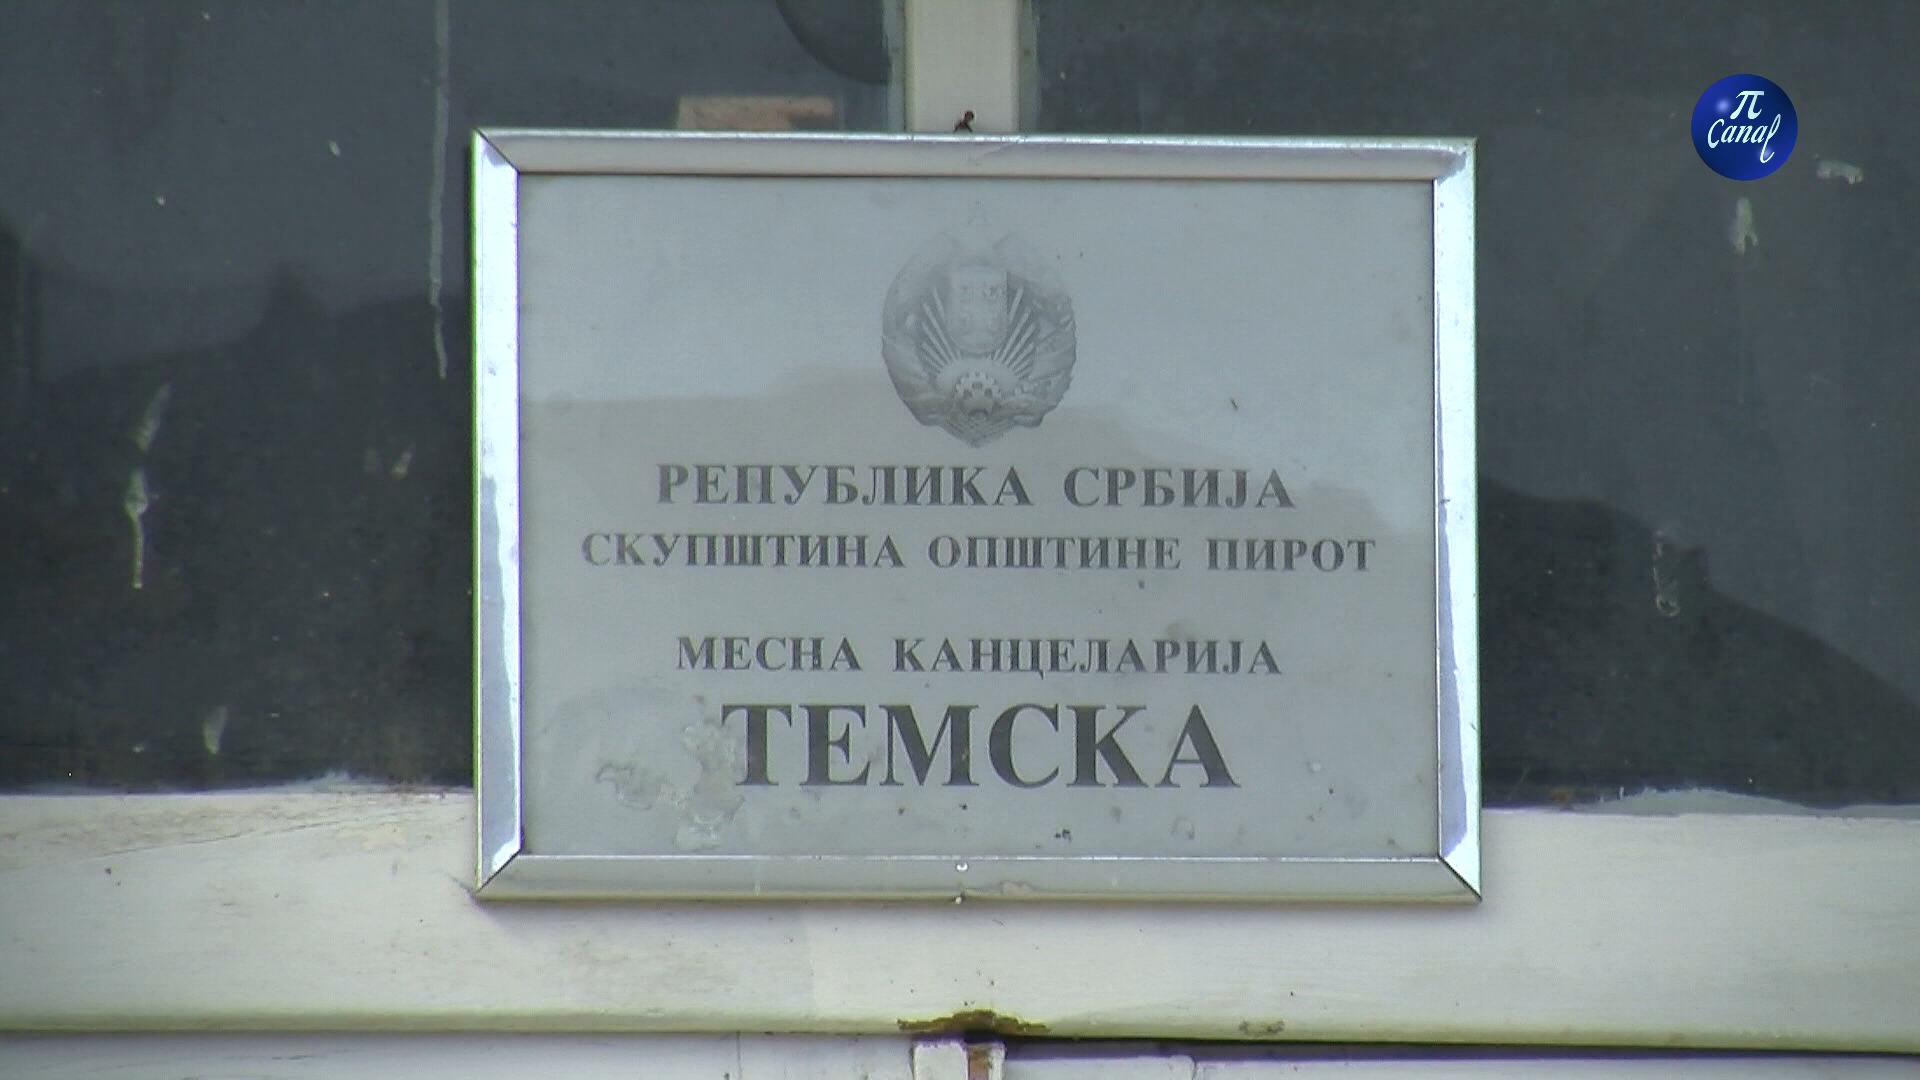 π
Canal
РЕПУБЛИКА СРБИЈА
СКУПШТИНА ОПШТИНЕ ПИРОТ
МЕСНА КАНЦЕЛАРИЈА
ТЕМСКА